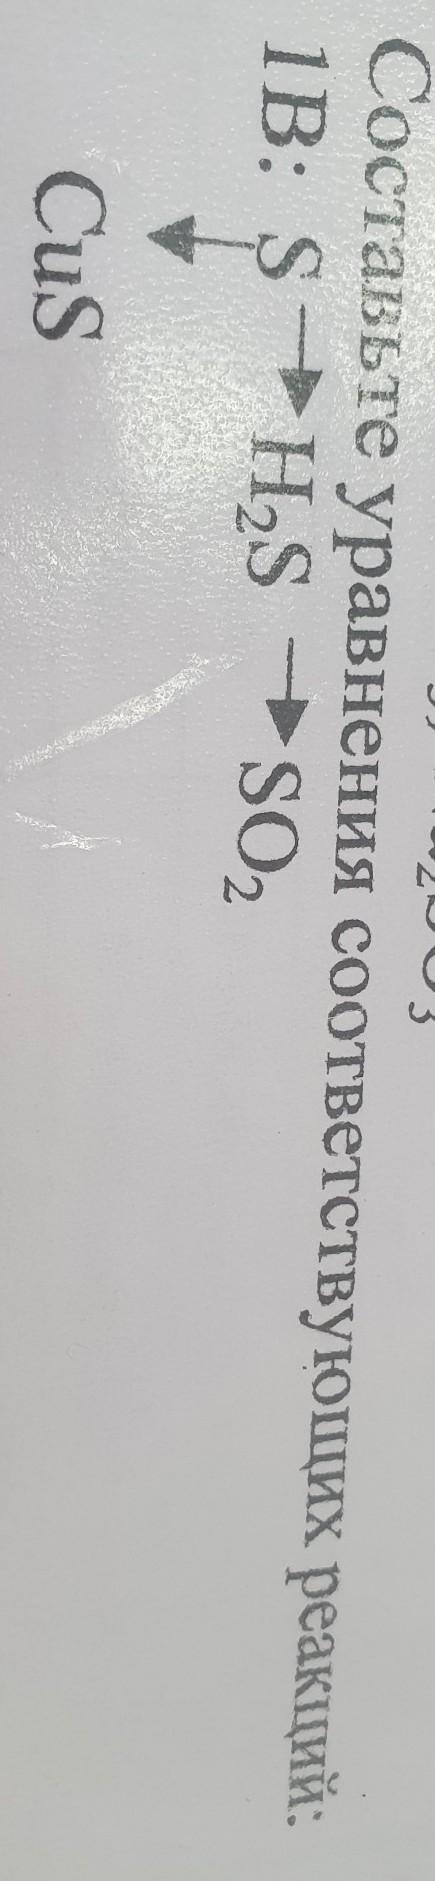 Составьте уравнения соответствующих реакций:
1В: S → H₂S → SO₂
↓
CuS